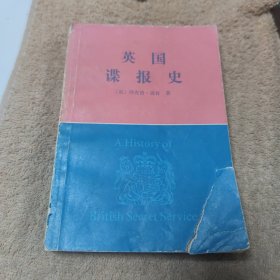 英国
谍报史
〔英〕理查德·迪肯 著
A History of
British Secret Service